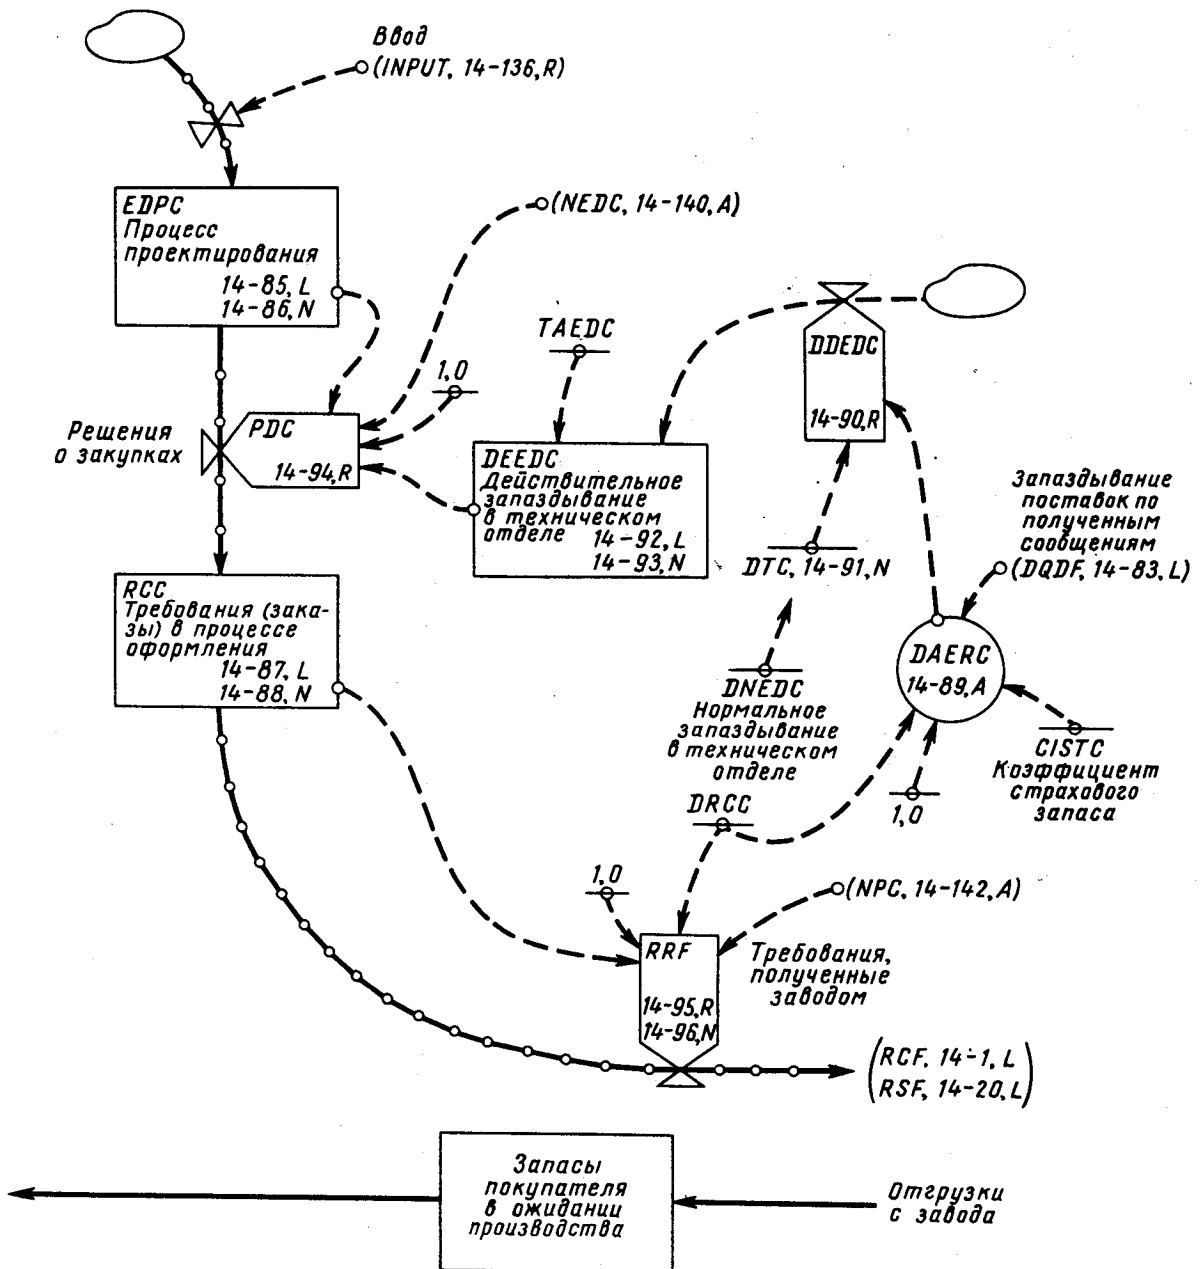 Ввод
(INPUT, 14-136,R)
EDPC
Процесс
проектирования
14-85, L
14-86, N
(NEDC, 14-140, A)
TAEDC
1,0
DDEDC
14-90,R
Решения
о закупках
PDC
14-94,R
DEEDC
Действительное
запаздывание
в техническом
отделе
14-92, L
14-93, N
DTC, 14-91, N
Запаздывание
поставок по
полученным
сообщениям
(DQDF, 14-83, L)
RCC
Требования (зака-
зы) в процессе
оформления
14-87, L
14-88, N
DAERC
14-89,A
DNEDC
Нормальное
запаздывание
в техническом
отделе
CISTC
Коэффициент
страхового
запаса
1,0
DRCC
1,0
(NPC, 14-142, A)
RRF
14-95,R
14-96,N
Требования,
полученные
заводом
(RCF, 14-1, L
RSF, 14-20, L)
Запасы
покупателя
в ожидании
производства
Отгрузки
с завода